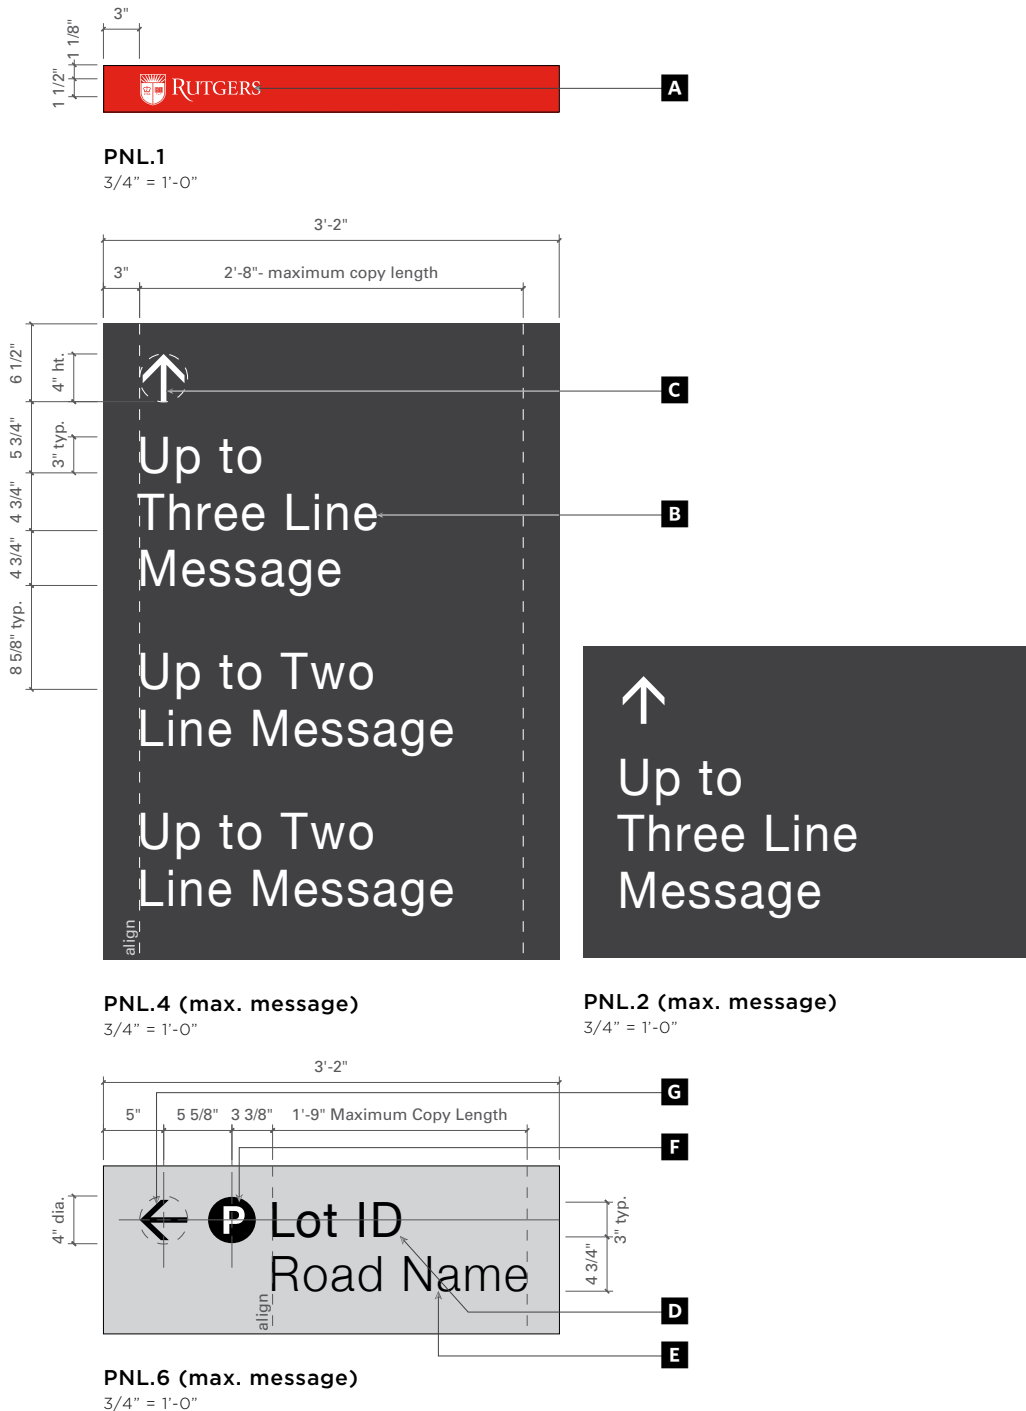 3"
1 1/8"
1 1/2"
RUTGERS
A
PNL.1
3/4” = 1’-0”
3'-2"
3"
2'-8"- maximum copy length
6 1/2"
4" ht.
C
5 3/4"
3" typ.
Up to
4 3/4"
Three Line
B
4 3/4"
Message
8 5/8" typ.
Up to Two
Line Message
Up to Two
Line Message
align
Up to
Three Line
Message
PNL.4 (max. message)
3/4” = 1’-0”
PNL.2 (max. message)
3/4” = 1’-0”
3'-2"
G
5"
5 5/8"
3 3/8"
1'-9" Maximum Copy Length
F
4" dia.
P
Lot ID
3" typ.
Road Name
4 3/4"
align
D
E
PNL.6 (max. message)
3/4” = 1’-0”